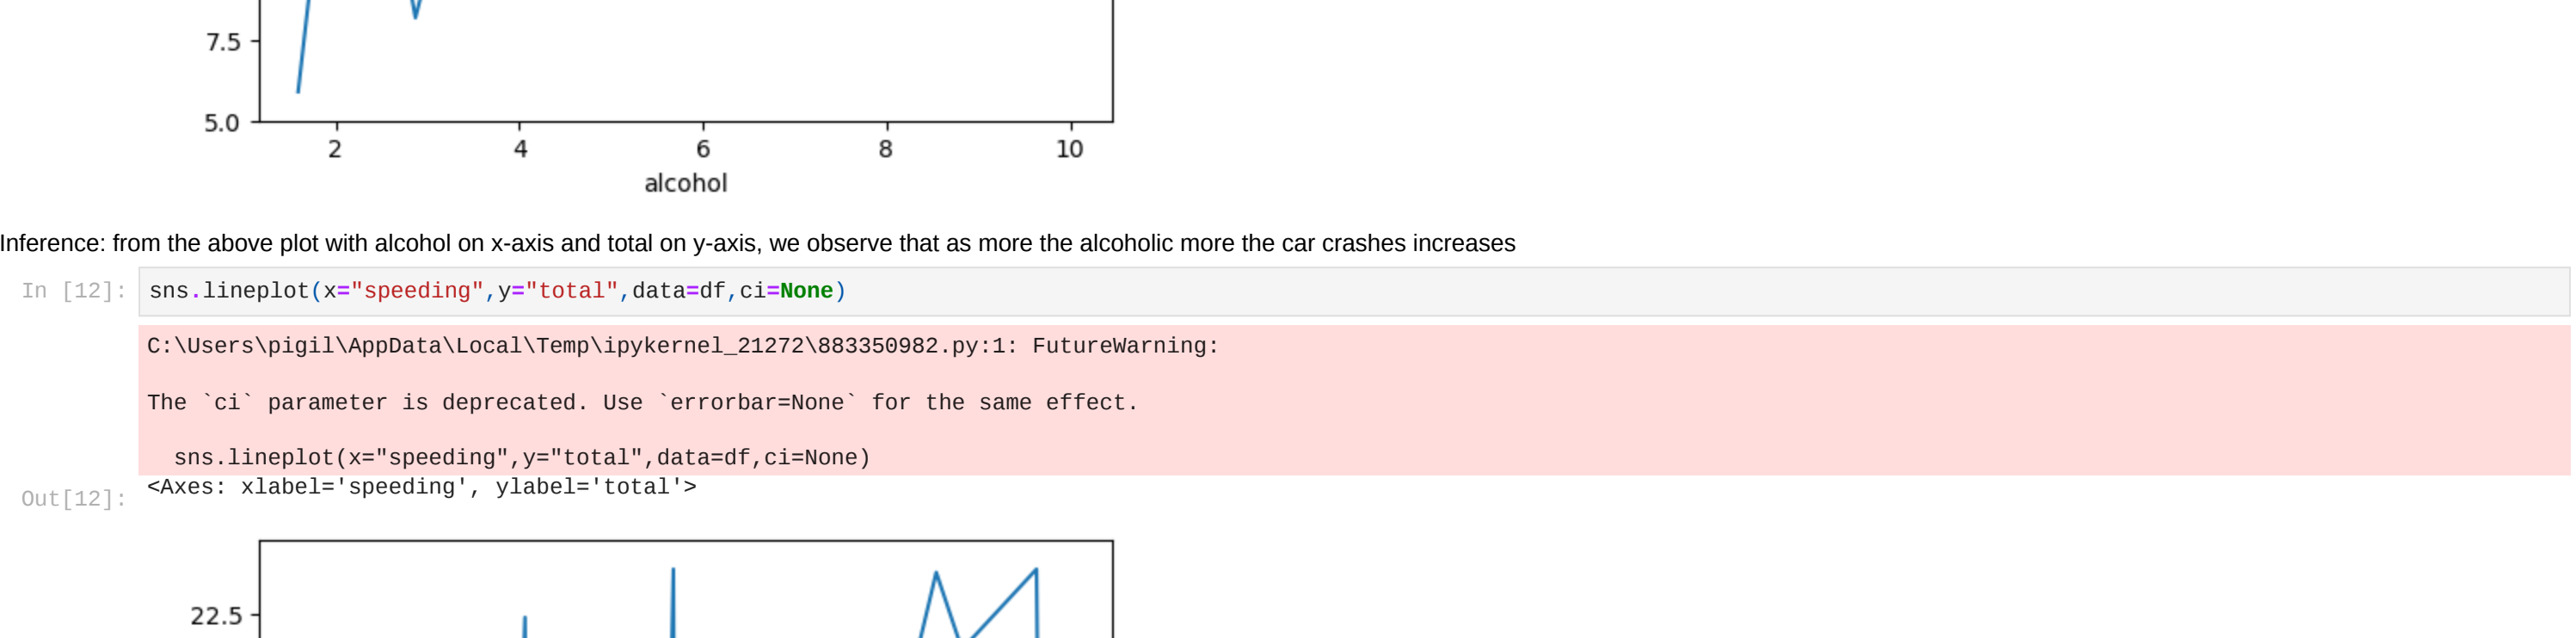 7.5
5.0
2 4 6 8 10
alcohol
Inference: from the above plot with alcohol on x-axis and total on y-axis, we observe that as more the alcoholic more the car crashes increases
In [12]: sns.lineplot(x="speeding",y="total",data=df,ci=None)
C:\Users\pigil\AppData\Local\Temp\ipykernel_21272\883350982.py:1: FutureWarning:
The `ci` parameter is deprecated. Use `errorbar=None` for the same effect.
sns.lineplot(x="speeding",y="total",data=df,ci=None)
Out[12]: <Axes: xlabel='speeding', ylabel='total'>
22.5